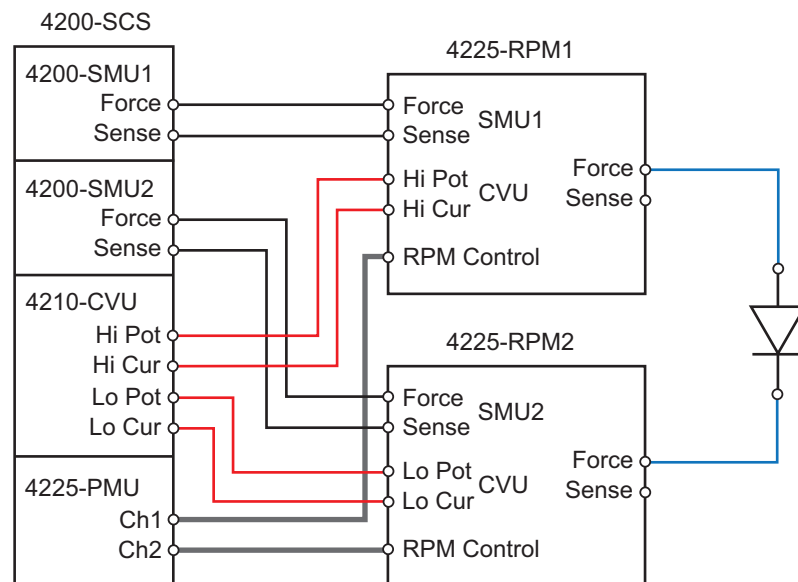 4200-SCS
4200-SMU1
Force
Sense
4200-SMU2
Force
Sense
4210-CVU
Hi Pot
Hi Cur
Lo Pot
Lo Cur
4225-PMU
Ch1
Ch2
4225-RPM1
Force
Sense
SMU1
Hi Pot
Hi Cur
CVU
RPM Control
Force
Sense
4225-RPM2
Force
Sense
SMU2
Lo Pot
Lo Cur
CVU
RPM Control
Force
Sense